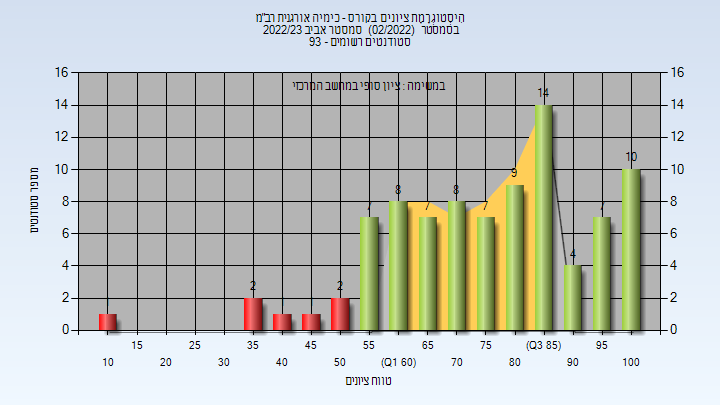 היסטוגרמת ציונים בקורס - כימיה אורגנית רב'מ
בסמסטר (02/2022) סמסטר אביב 2022/23
סטודנטים רשומים - 93
במשימה : ציון סופי במחשב המרכזי
מספר סטודנטים
16 14 12 10 8 6 4 2 0
1 2 1 1 2 7 8 7 8 7 9 14 4 7 10
16 14 12 10 8 6 4 2 0
15 25 35 45 55 65 75 (Q3 85) 95
10 20 30 40 50 (Q1 60) 70 80 90 100
טווח ציונים